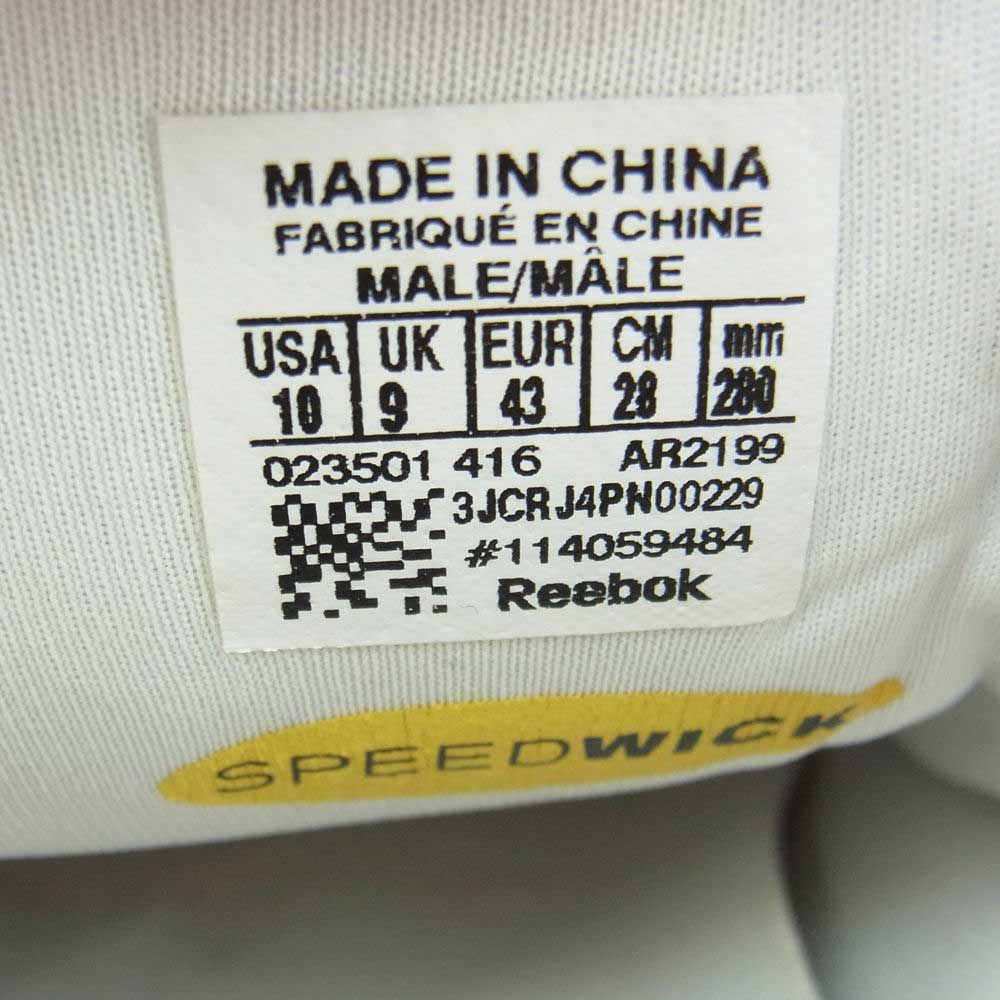 MADE IN CHINA
FABRIQUÉ EN CHINE
MALE/MÂLE
USA UK EUR CM mm
10 9 43 28 280
023501 416 AR2199
3JCRJ4PN00229
#114059484
Reebok
SPEEDWICK